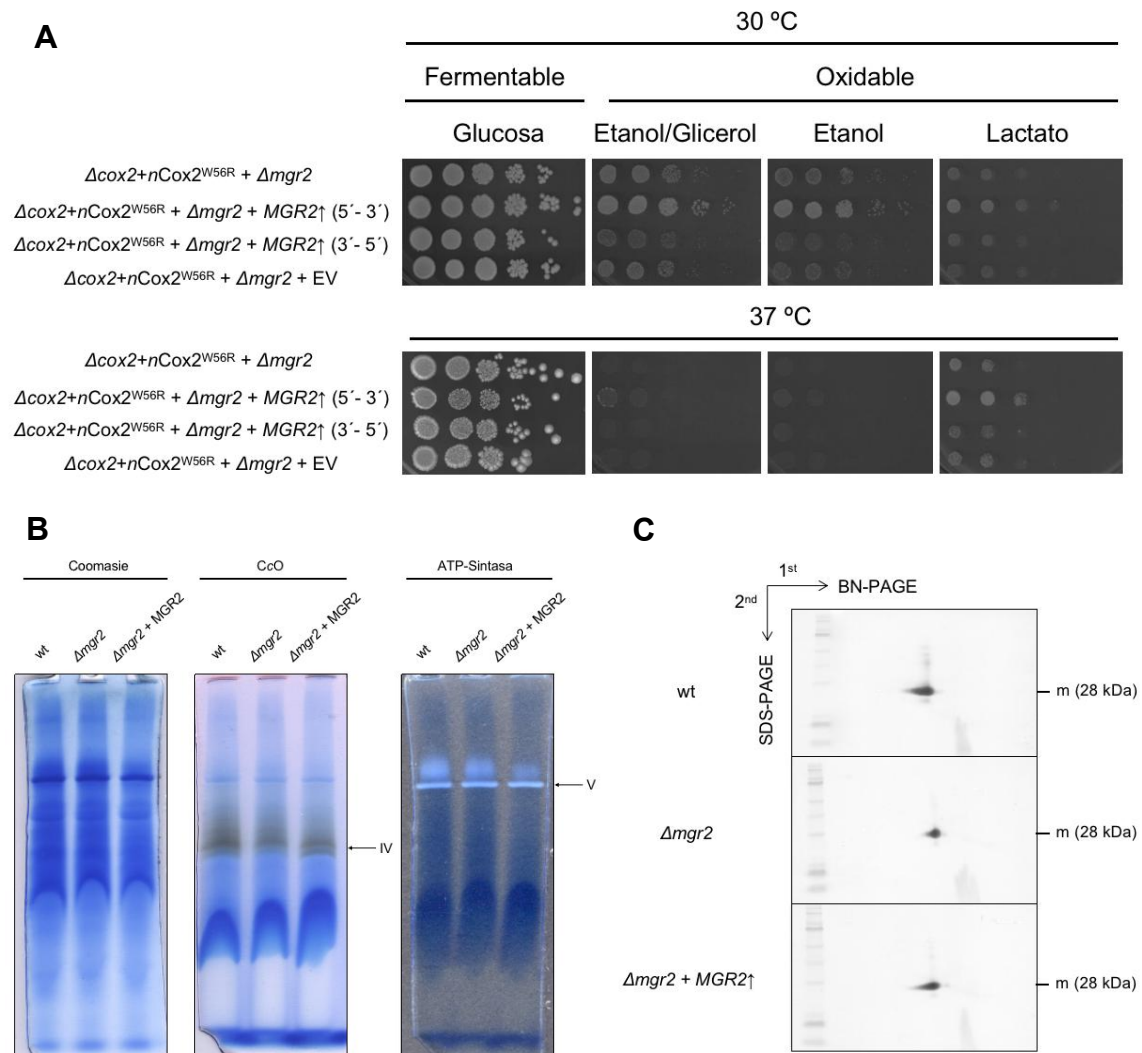 A
30 ºC
Fermentable
Oxidable
Glucosa
Etanol/Glicerol
Etanol
Lactato
Δcox2+nCox2ᵂ⁵⁶ᴿ + Δmgr2
Δcox2+nCox2ᵂ⁵⁶ᴿ + Δmgr2 + MGR2↑ (5´- 3´)
Δcox2+nCox2ᵂ⁵⁶ᴿ + Δmgr2 + MGR2↑ (3´- 5´)
Δcox2+nCox2ᵂ⁵⁶ᴿ + Δmgr2 + EV
37 ºC
Δcox2+nCox2ᵂ⁵⁶ᴿ + Δmgr2
Δcox2+nCox2ᵂ⁵⁶ᴿ + Δmgr2 + MGR2↑ (5´- 3´)
Δcox2+nCox2ᵂ⁵⁶ᴿ + Δmgr2 + MGR2↑ (3´- 5´)
Δcox2+nCox2ᵂ⁵⁶ᴿ + Δmgr2 + EV
B
Coomasie
CcO
ATP-Sintasa
wt
Δmgr2
Δmgr2 + MGR2
wt
Δmgr2
Δmgr2 + MGR2
wt
Δmgr2
Δmgr2 + MGR2
IV
V
C
1ˢᵗ
BN-PAGE
2ⁿᵈ
SDS-PAGE
wt
m (28 kDa)
Δmgr2
m (28 kDa)
Δmgr2 + MGR2↑
m (28 kDa)